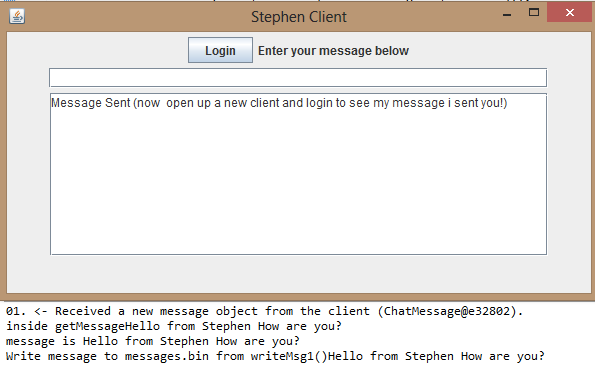 Stephen Client
Login Enter your message below
Message Sent (now open up a new client and login to see my message i sent you!)
01. <- Received a new message object from the client (ChatMessage@e32802).
inside getMessageHello from Stephen How are you?
message is Hello from Stephen How are you?
Write message to messages.bin from writeMsg1()Hello from Stephen How are you?